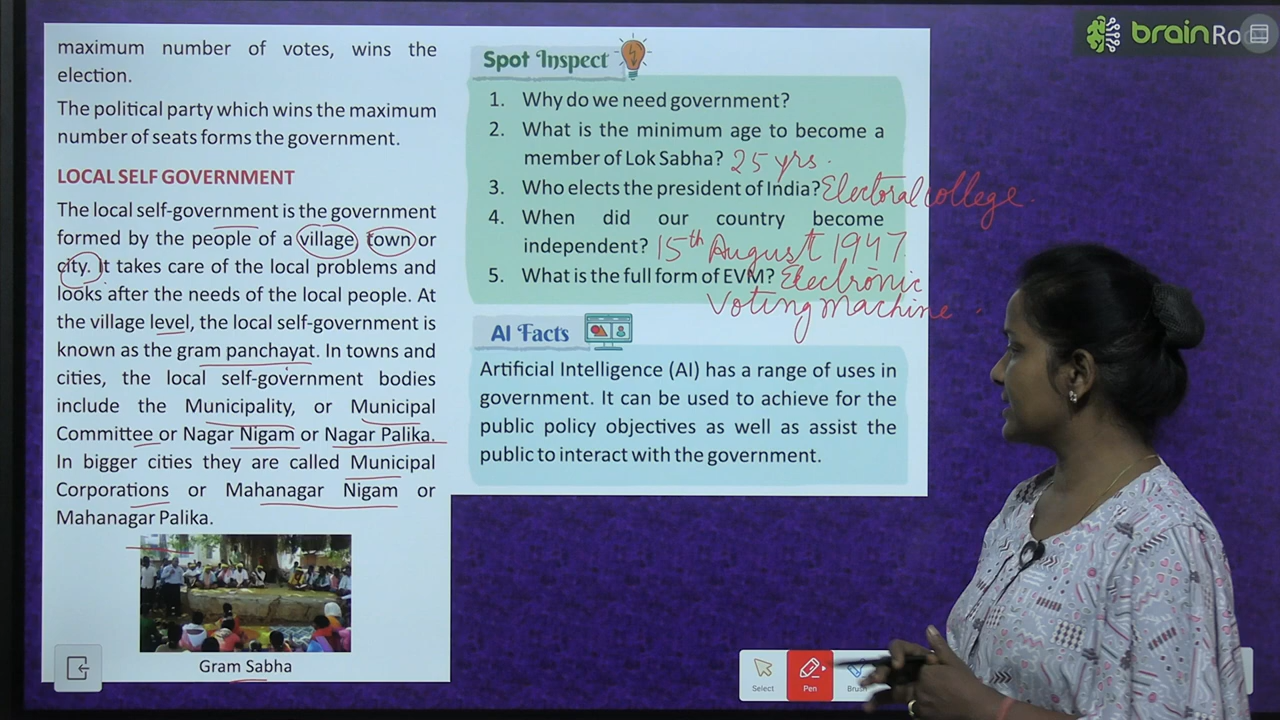 maximum number of votes, wins the
election.
The political party which wins the maximum
number of seats forms the government.
LOCAL SELF GOVERNMENT
The local self-government is the government
formed by the people of a village, town or
city. It takes care of the local problems and
looks after the needs of the local people. At
the village level, the local self-government is
known as the gram panchayat. In towns and
cities, the local self-government bodies
include the Municipality, or Municipal
Committee or Nagar Nigam or Nagar Palika.
In bigger cities they are called Municipal
Corporations or Mahanagar Nigam or
Mahanagar Palika.
Gram Sabha
Spot Inspect
1. Why do we need government?
2. What is the minimum age to become a
member of Lok Sabha? 25 yrs.
3. Who elects the president of India? Electoral college.
4. When did our country become
independent? 15th August 1947.
5. What is the full form of EVM? Electronic
Voting Machine.
AI Facts
Artificial Intelligence (AI) has a range of uses in
government. It can be used to achieve for the
public policy objectives as well as assist the
public to interact with the government.
brain
Select
Pen